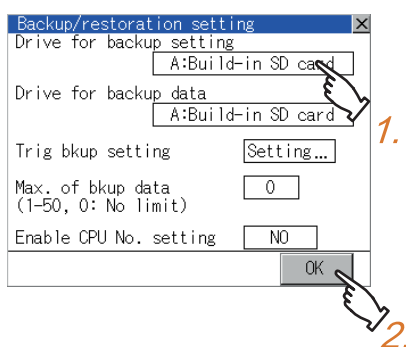 Backup/restoration setting
Drive for backup setting
A:Build-in SD card
Drive for backup data
A:Build-in SD card
1.
Trig bkup setting Setting...
Max. of bkup data 0
(1-50, 0: No limit)
Enable CPU No. setting NO
OK
2.